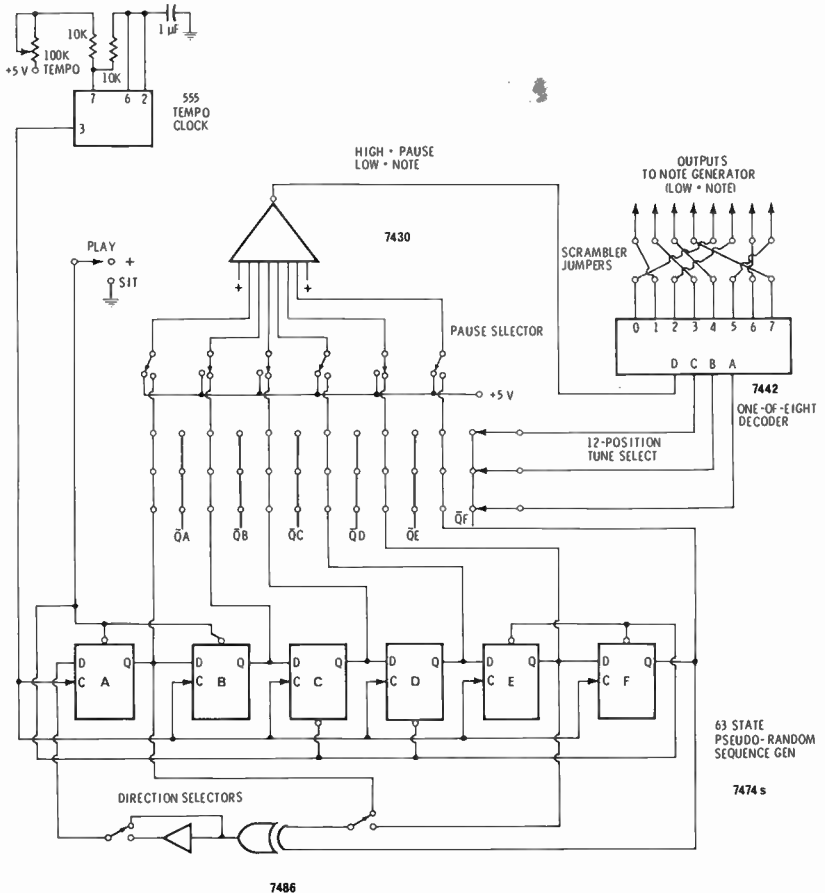 1 μF
10K
100K
TEMPO
+5 V
10K
7 6 2
3
555
TEMPO
CLOCK
HIGH = PAUSE
LOW = NOTE
7430
+ +
OUTPUTS
TO NOTE GENERATOR
(LOW = NOTE)
SCRAMBLER
JUMPERS
0 1 2 3 4 5 6 7
D C B A
7442
ONE-OF-EIGHT
DECODER
PLAY
+
SIT
PAUSE SELECTOR
+5 V
12-POSITION
TUNE SELECT
Q̄A Q̄B Q̄C Q̄D Q̄E Q̄F
D Q D Q D Q D Q D Q D Q
C A C B C C C D C E C F
63 STATE
PSEUDO-RANDOM
SEQUENCE GEN
7474 s
DIRECTION SELECTORS
7486